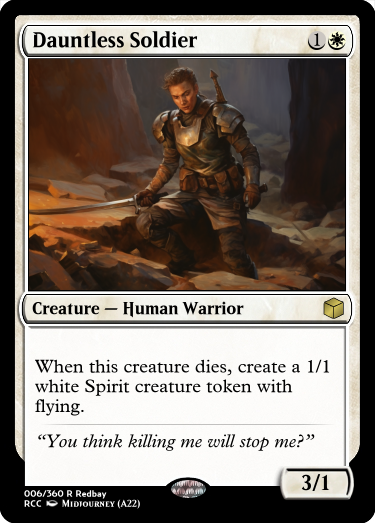 Dauntless Soldier 1
Creature — Human Warrior
When this creature dies, create a 1/1
white Spirit creature token with
flying.
“You think killing me will stop me?”
3/1
006/360 R Redbay
RCC Midjourney (A22)